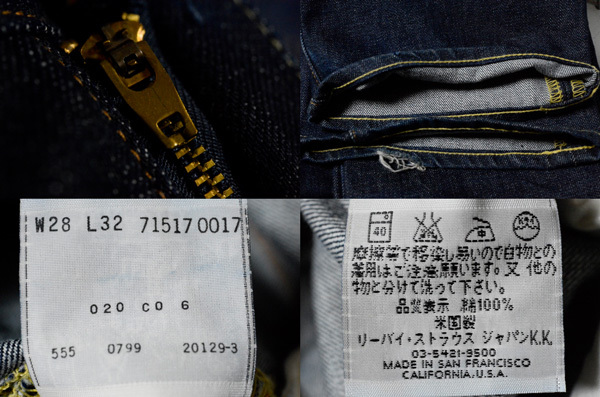 W28 L32 71517 0017
020 CO 6
555 0799 20129-3
40
摩擦等で移染し易いので白物との
着用はご注意願います。又 他の
物と分けて洗って下さい。
品質表示 綿100%
米国製
リーバイ・ストラウス ジャパンK.K.
03-5421-9500
MADE IN SAN FRANCISCO
CALIFORNIA,U.S.A.